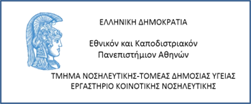 ΕΛΛΗΝΙΚΗ ΔΗΜΟΚΡΑΤΙΑ
Εθνικόν και Καποδιστριακόν
Πανεπιστήμιον Αθηνών
ΤΜΗΜΑ ΝΟΣΗΛΕΥΤΙΚΗΣ-ΤΟΜΕΑΣ ΔΗΜΟΣΙΑΣ ΥΓΕΙΑΣ
ΕΡΓΑΣΤΗΡΙΟ ΚΟΙΝΟΤΙΚΗΣ ΝΟΣΗΛΕΥΤΙΚΗΣ